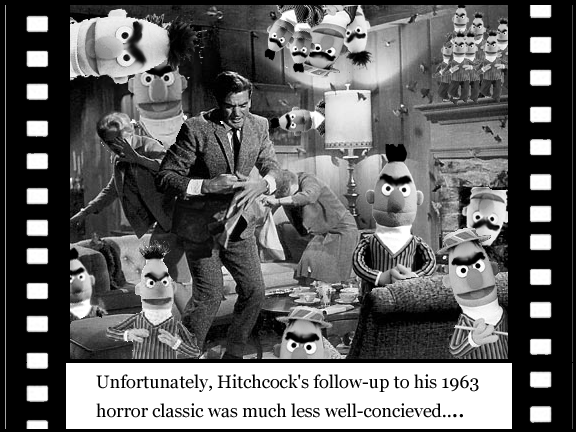 Unfortunately, Hitchcock's follow-up to his 1963
horror classic was much less well-concieved....